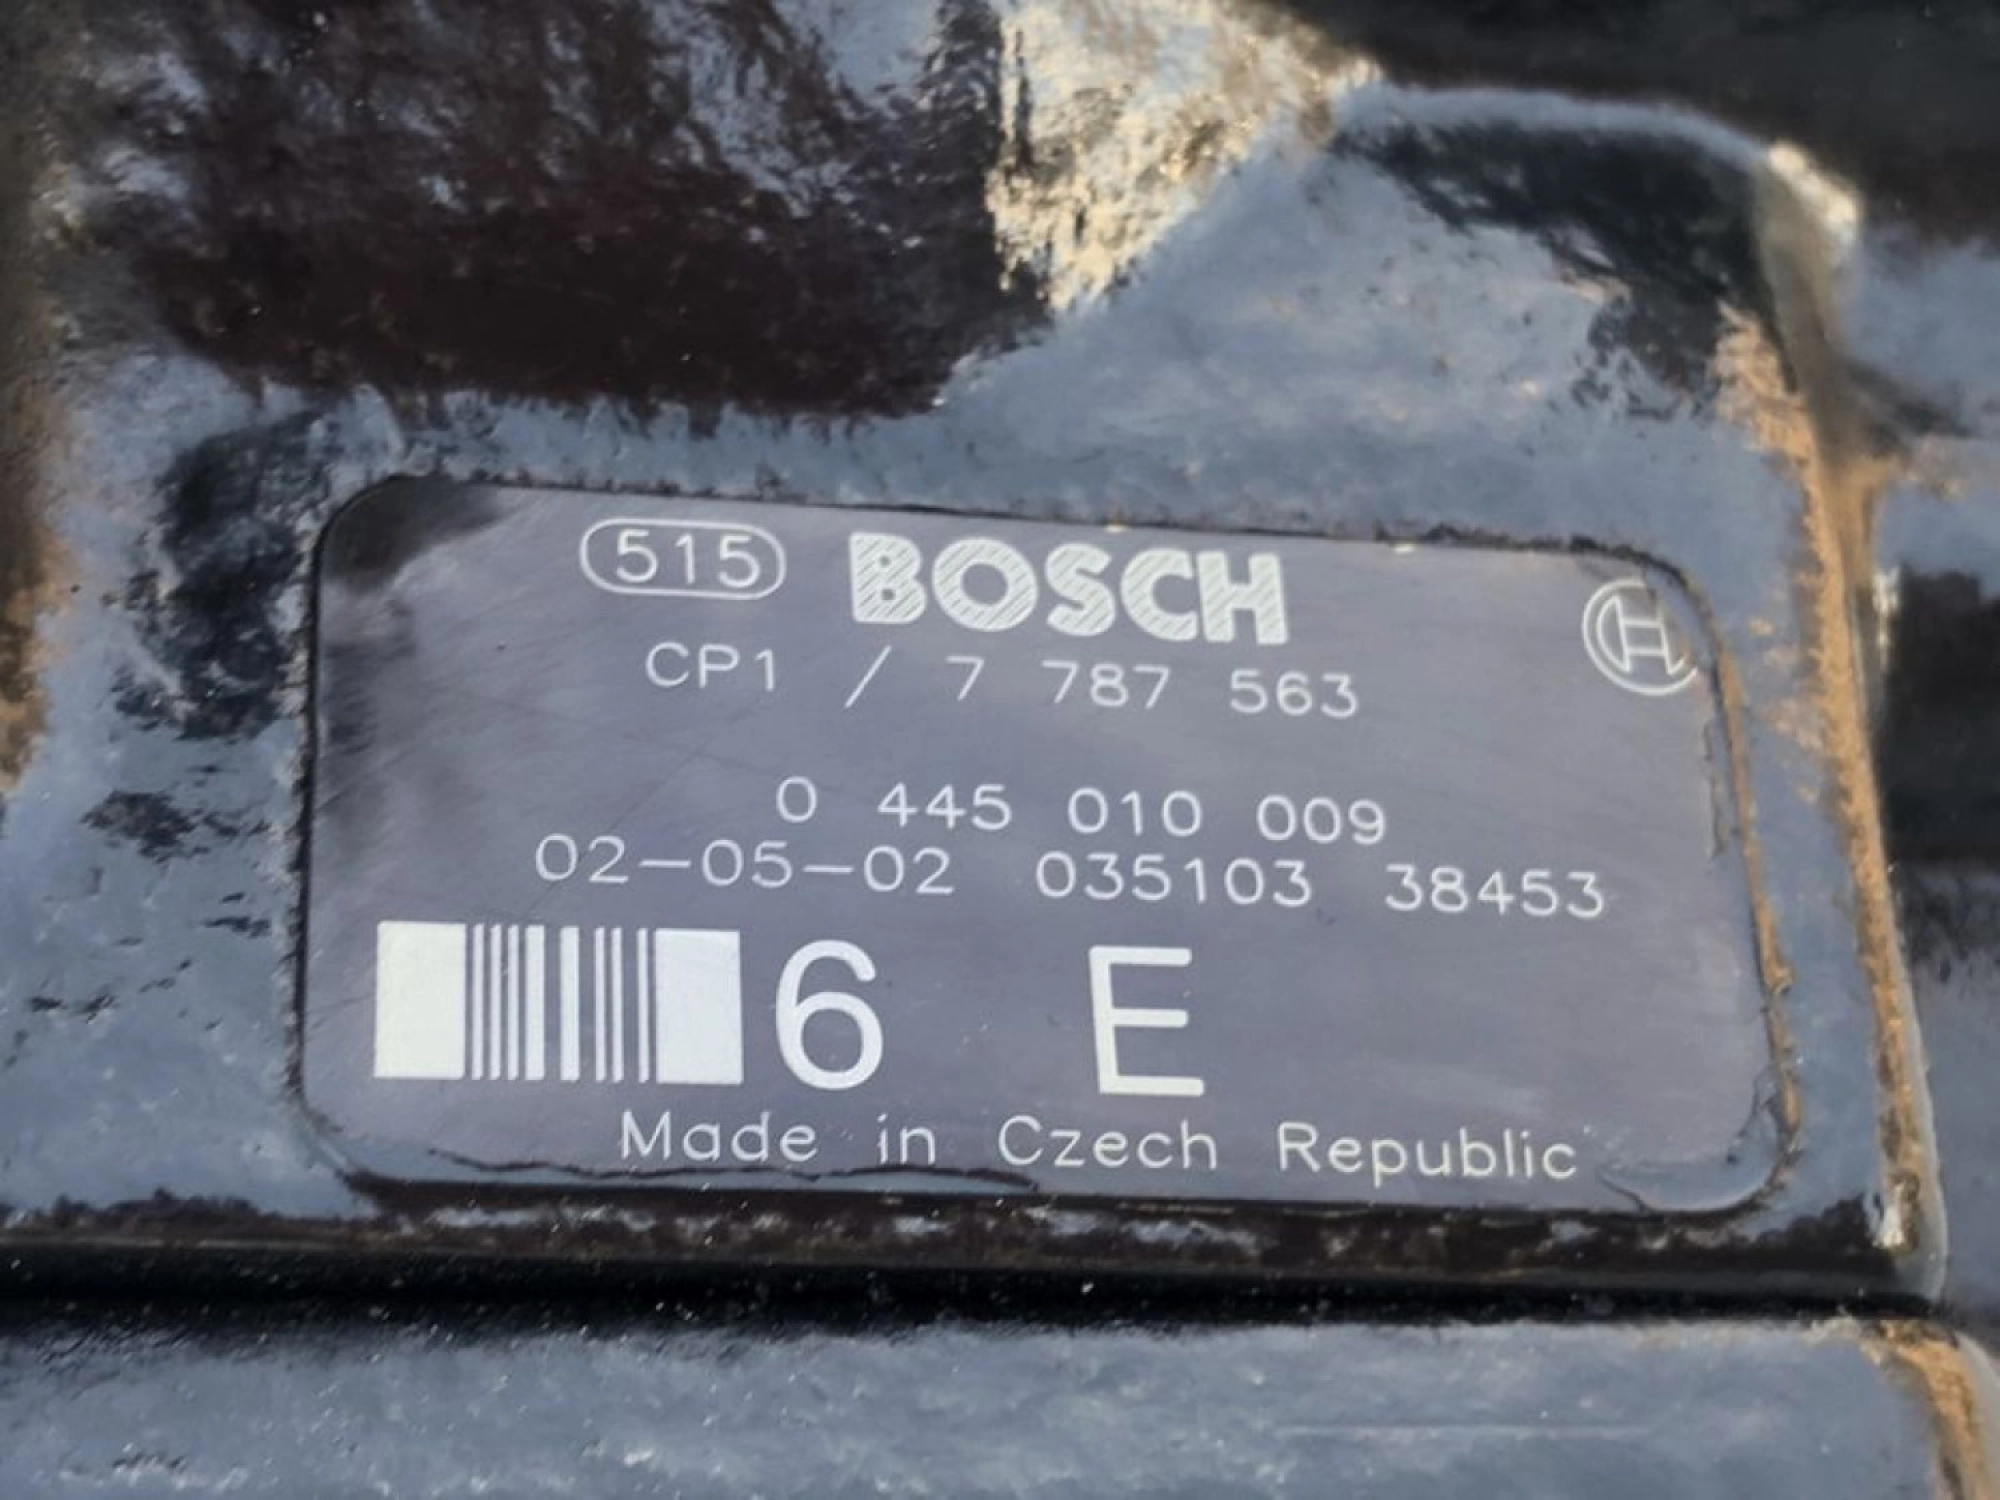 515 BOSCH
CP1 / 7 787 563
0 445 010 009
02-05-02 035103 38453
6 E
Made in Czech Republic